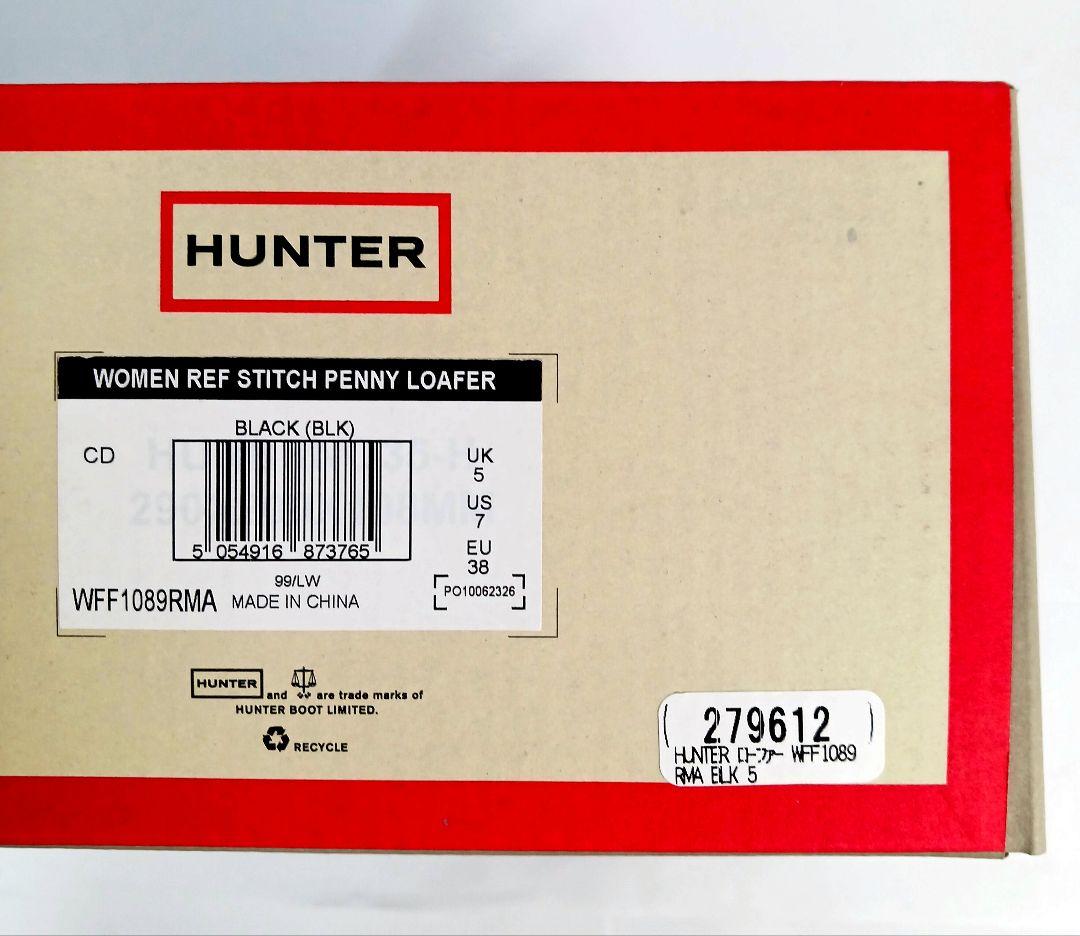 HUNTER
WOMEN REF STITCH PENNY LOAFER
BLACK (BLK)
CD
UK
5
US
7
EU
38
5 054916 873765
99/LW
WFF1089RMA MADE IN CHINA
PO10062326
HUNTER and are trade marks of
HUNTER BOOT LIMITED.
RECYCLE
( 279612 )
HUNTER ローファー WFF1089
RMA BLK 5